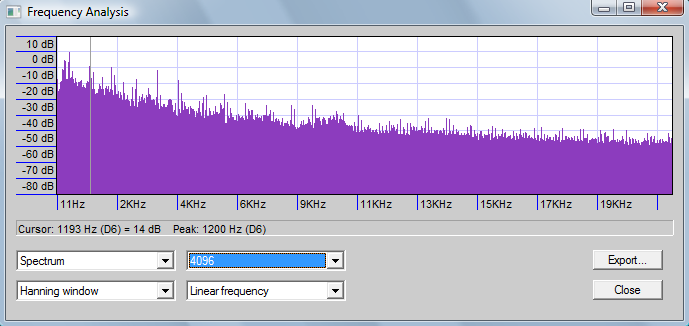 Frequency Analysis
10 dB
0 dB
-10 dB
-20 dB
-30 dB
-40 dB
-50 dB
-60 dB
-70 dB
-80 dB
11Hz 2KHz 4KHz 6KHz 9KHz 11KHz 13KHz 15KHz 17KHz 19KHz
Cursor: 1193 Hz (D6) = 14 dB Peak: 1200 Hz (D6)
Spectrum 4096 Export...
Hanning window Linear frequency Close